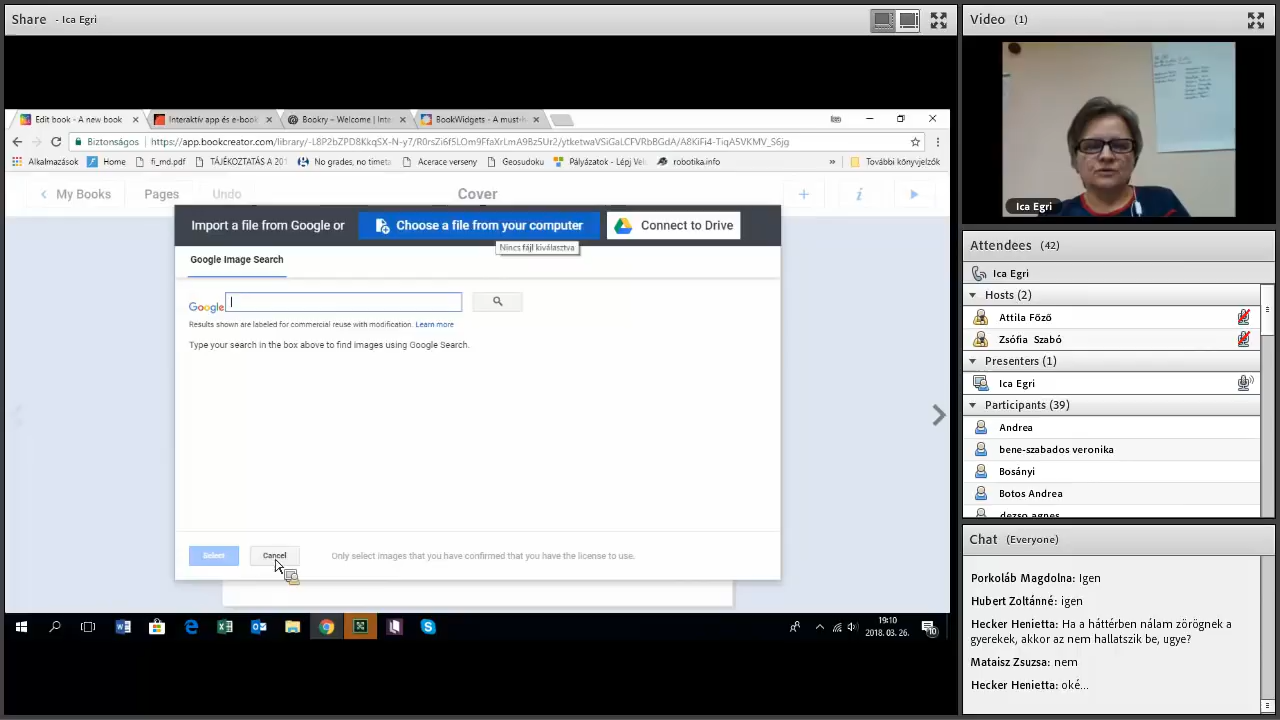 Share - Ica Egri
Video (1)
Edit book - A new book
Interaktív app és e-book
Bookry – Welcome | Inte
BookWidgets - A must-h
Biztonságos
https://app.bookcreator.com/library/-L8P2bZPD8KkqSX-N-y7/R0rsZi6f5LOm9FfaXrLmA9Bz5Ur2/ytketwaVSiGaLCFVRbBGdA/A8KiFi4-TiqA5VKMV_S6jg
Alkalmazások
Home
fi_md.pdf
TÁJÉKOZTATÁS A 201
No grades, no timeta
Acerlec verseny
Geosudoku
Pályázatok - Lépj Vel
robotika.info
»
További könyvjelzők
My Books
Pages
Undo
Cover
Import a file from Google or
Choose a file from your computer
Connect to Drive
Nincs fájl kiválasztva
Google Image Search
Google
Results shown are labeled for commercial reuse with modification. Learn more
Type your search in the box above to find images using Google Search.
Select
Cancel
Only select images that you have confirmed that you have the license to use.
19:10
2018. 03. 26.
10
Ica Egri
Attendees (42)
Ica Egri
Hosts (2)
Attila Főző
Zsófia Szabó
Presenters (1)
Ica Egri
Participants (39)
Andrea
bene-szabados veronika
Bosányi
Botos Andrea
dezso agnes
Chat (Everyone)
Porkoláb Magdolna: Igen
Hubert Zoltánné: igen
Hecker Henietta: Ha a háttérben nálam zörögnek a
gyerekek, akkor az nem hallatszik be, ugye?
Mataisz Zsuzsa: nem
Hecker Henietta: oké...